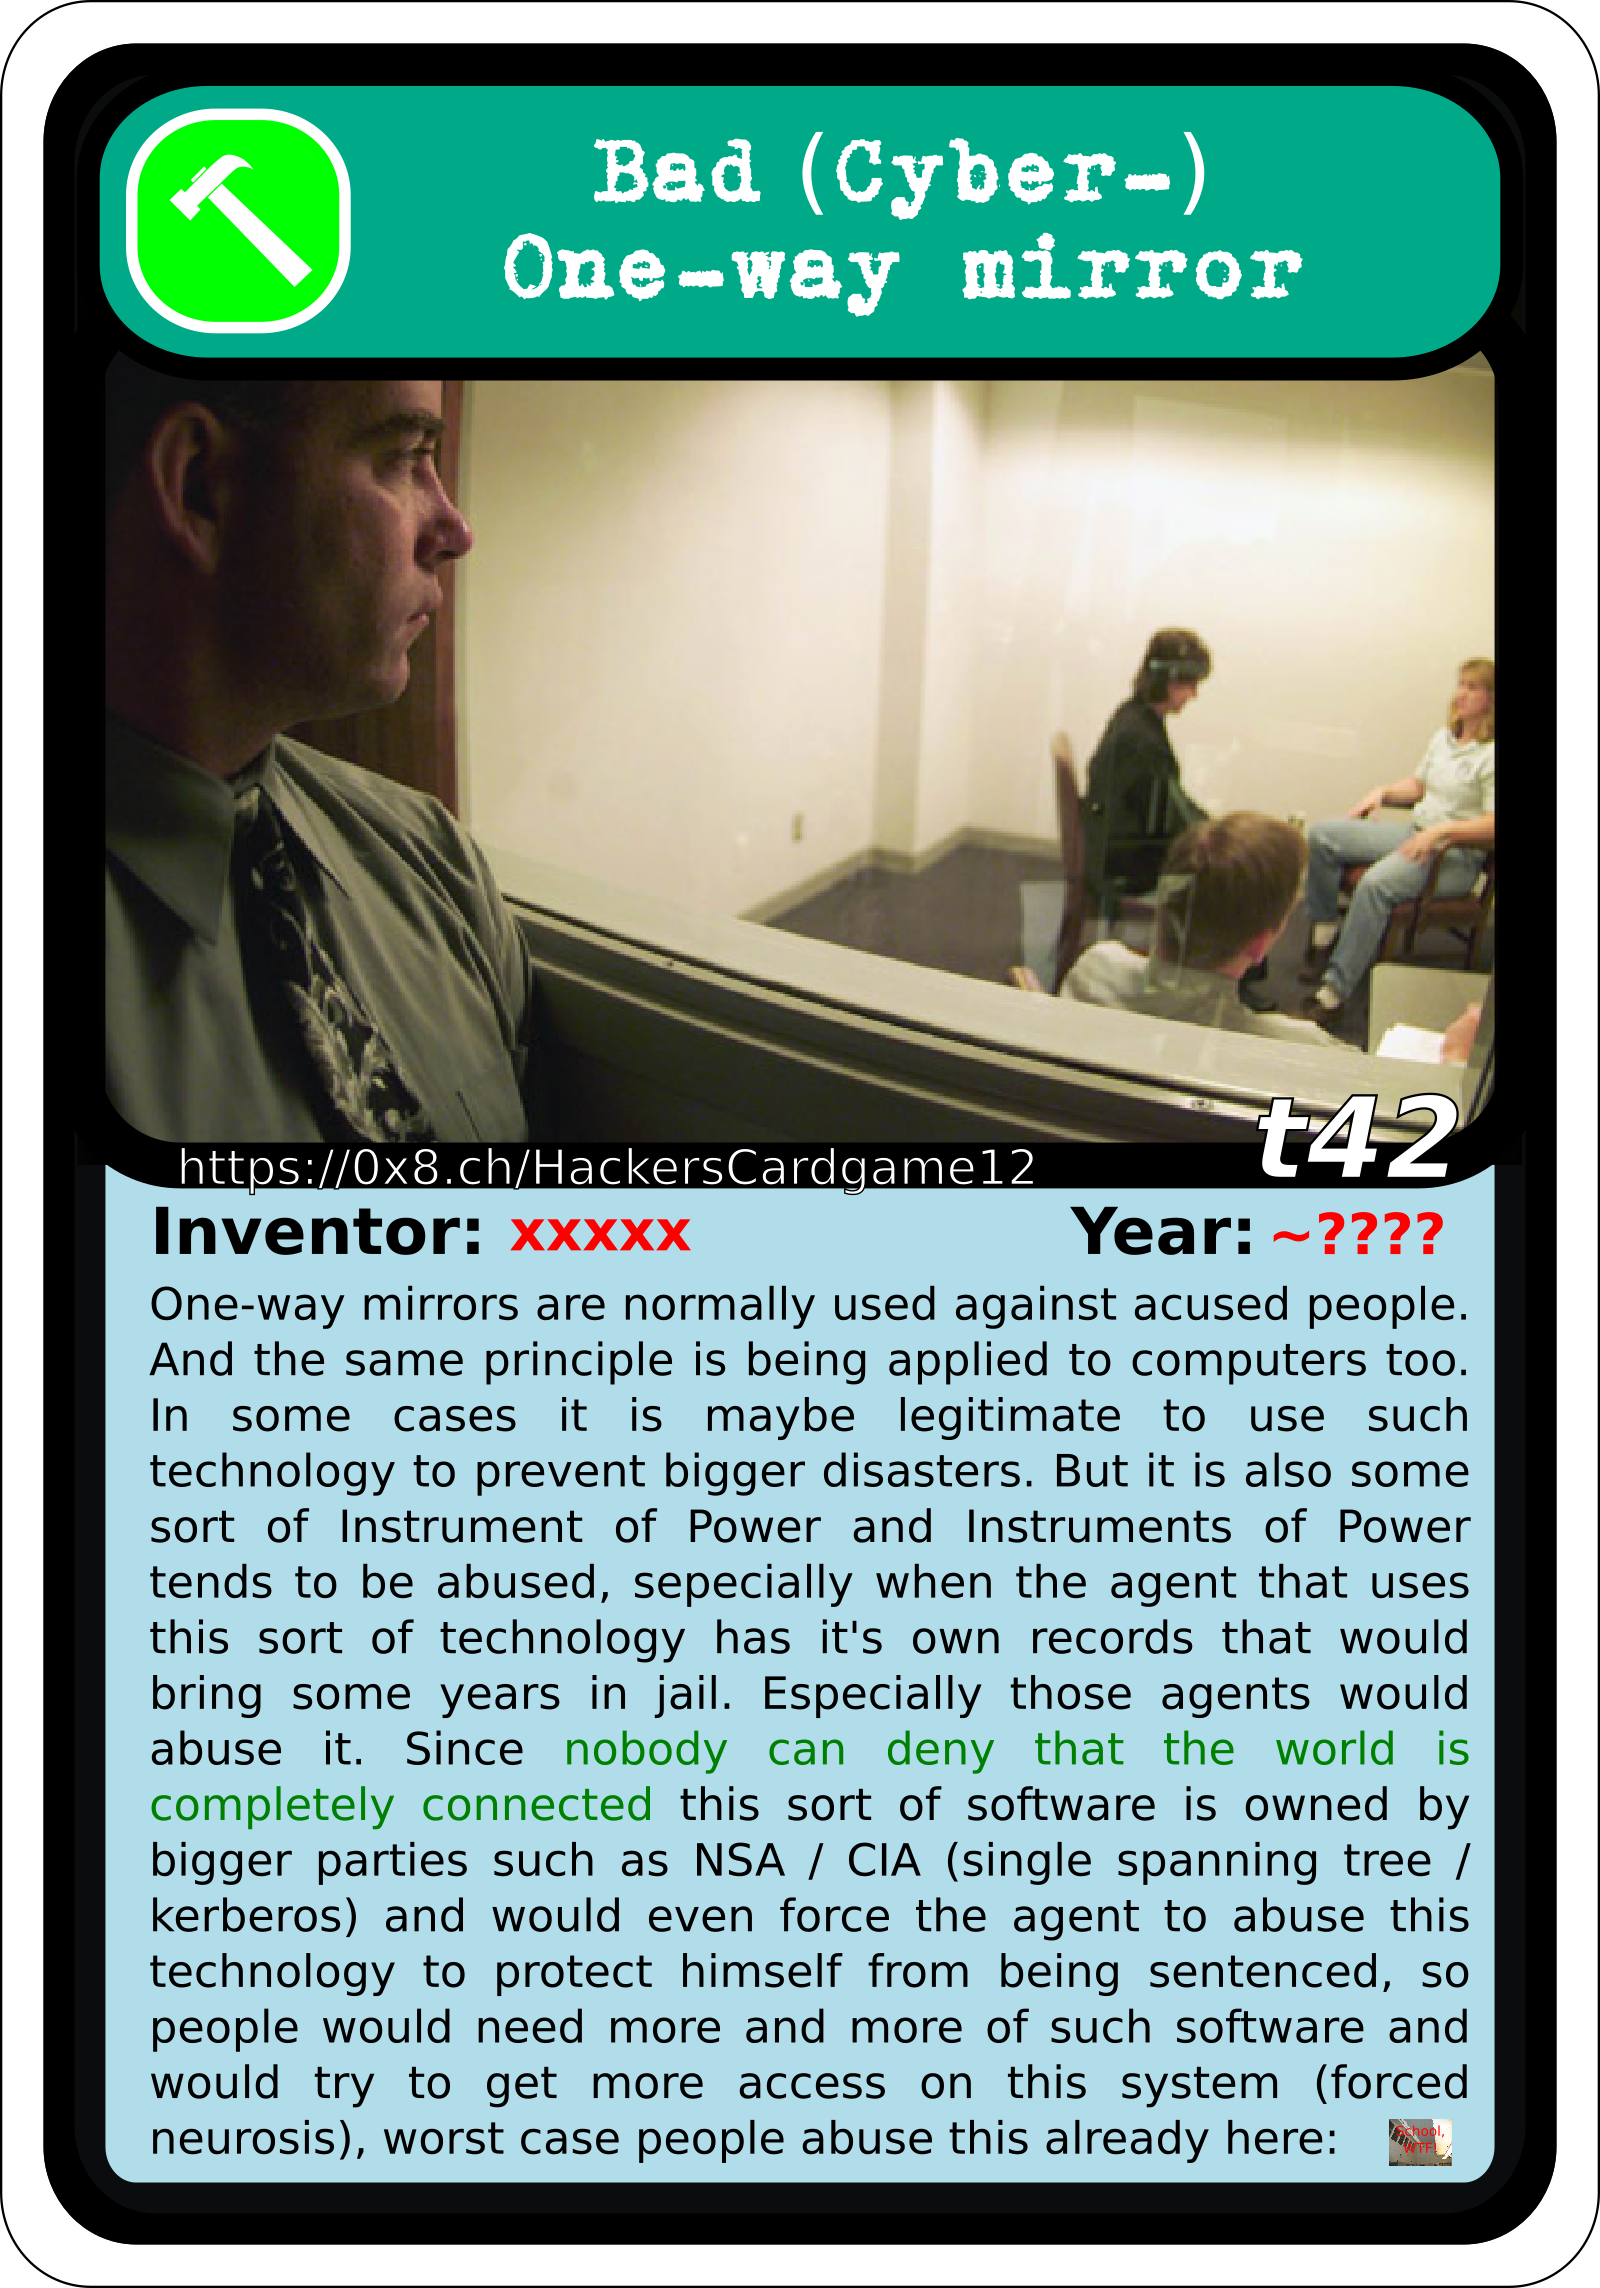 Bad (Cyber-)
One-way mirror
https://0x8.ch/HackersCardgame12
t42
Inventor: xxxxx Year: ~????
One-way mirrors are normally used against acused people.
And the same principle is being applied to computers too.
In some cases it is maybe legitimate to use such
technology to prevent bigger disasters. But it is also some
sort of Instrument of Power and Instruments of Power
tends to be abused, sepecially when the agent that uses
this sort of technology has it's own records that would
bring some years in jail. Especially those agents would
abuse it. Since nobody can deny that the world is
completely connected this sort of software is owned by
bigger parties such as NSA / CIA (single spanning tree /
kerberos) and would even force the agent to abuse this
technology to protect himself from being sentenced, so
people would need more and more of such software and
would try to get more access on this system (forced
neurosis), worst case people abuse this already here:
School,
WTF!